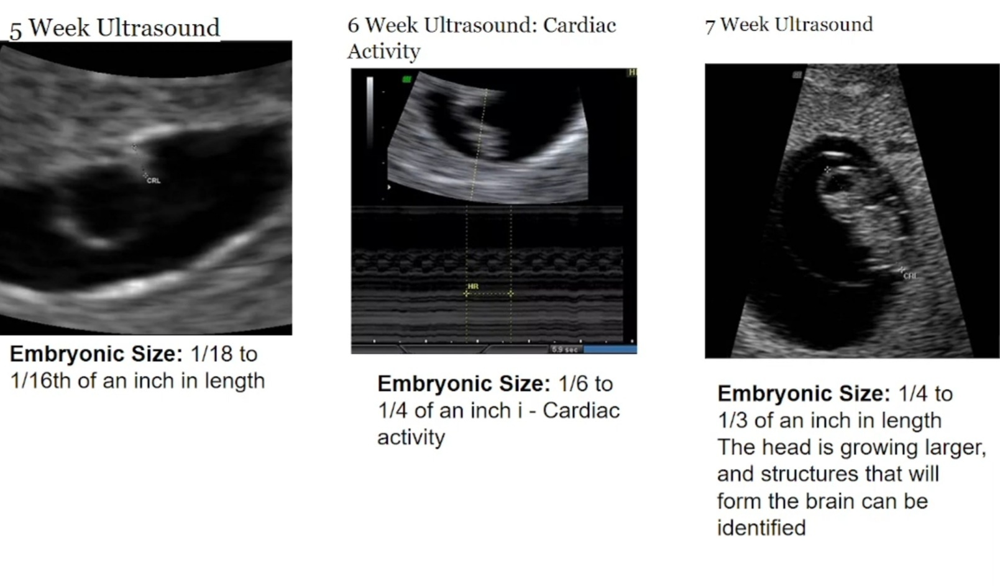 5 Week Ultrasound
CRL
Embryonic Size: 1/18 to
1/16th of an inch in length
6 Week Ultrasound: Cardiac
Activity
HR
6.9 sec
Embryonic Size: 1/6 to
1/4 of an inch i - Cardiac
activity
7 Week Ultrasound
CRL
Embryonic Size: 1/4 to
1/3 of an inch in length
The head is growing larger,
and structures that will
form the brain can be
identified